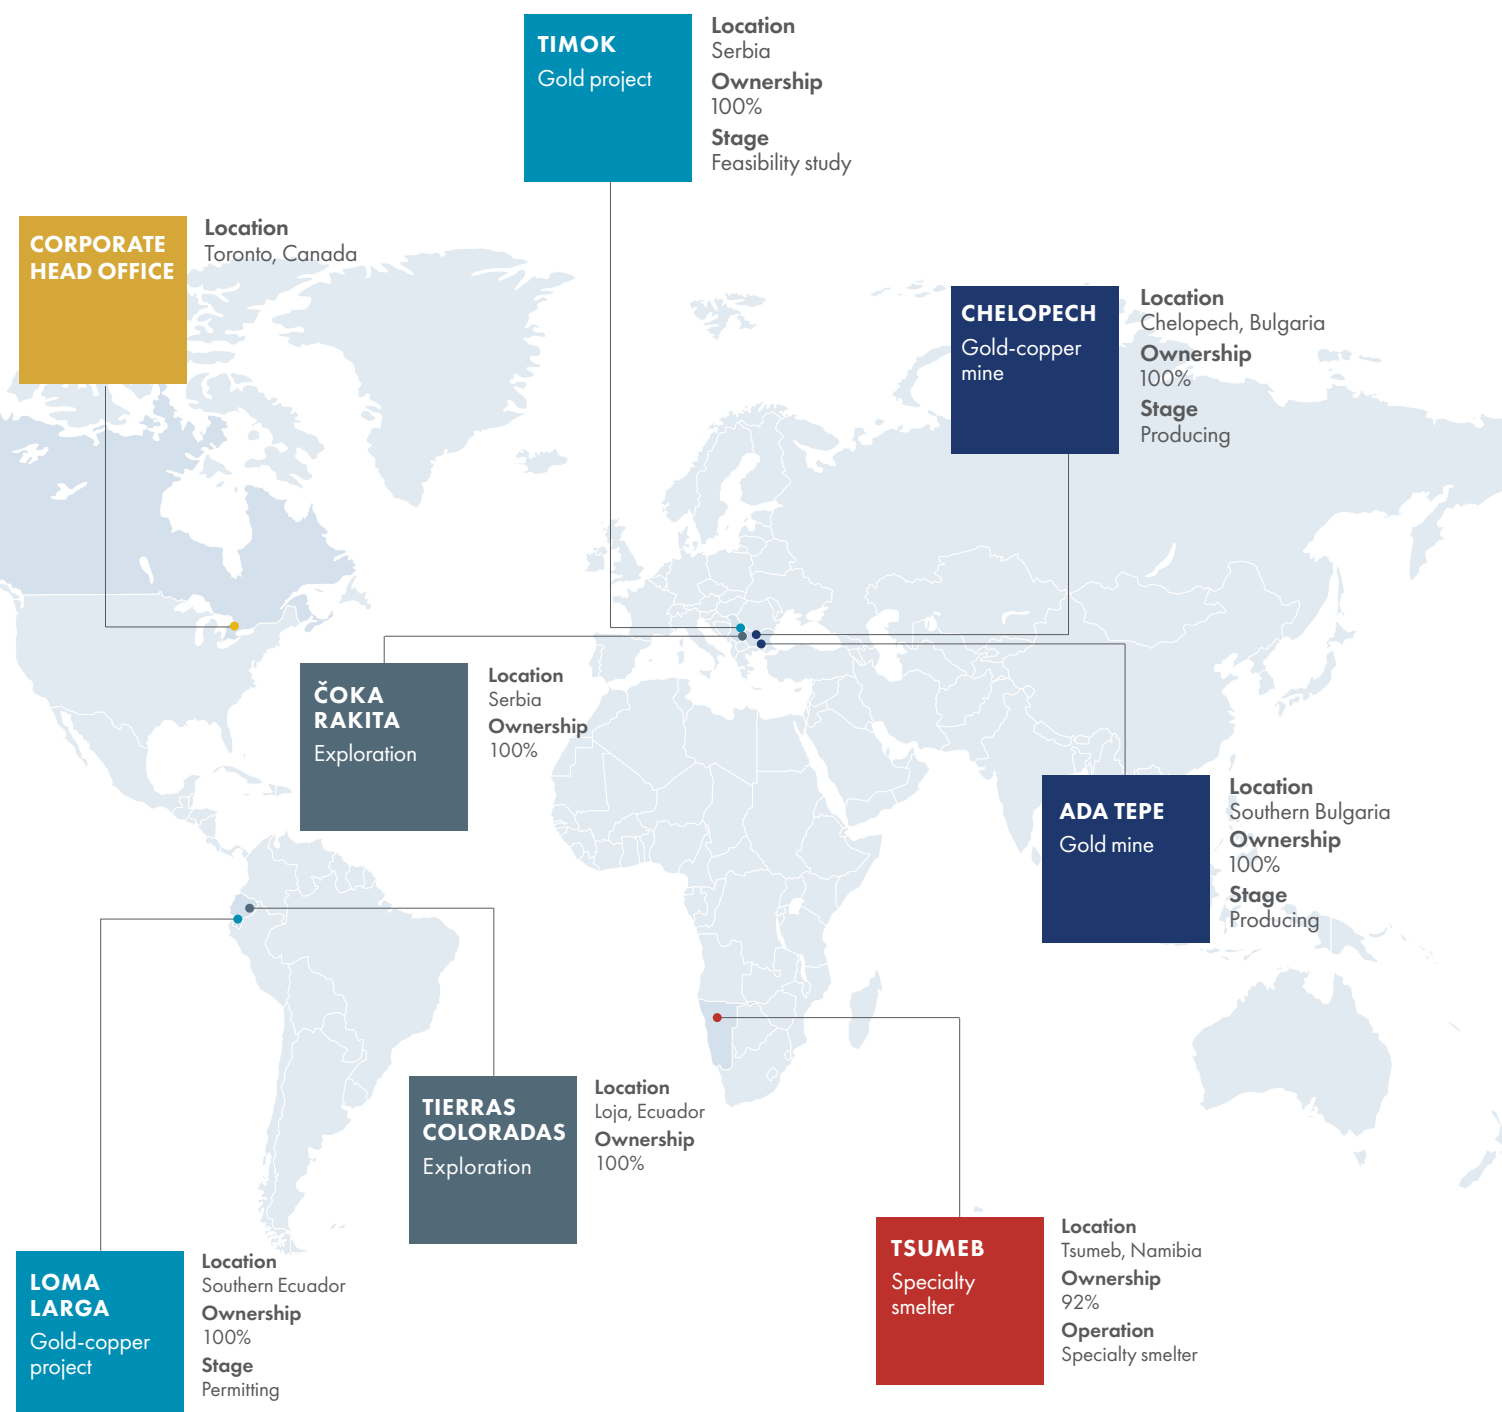 TIMOK
Gold project
Location
Serbia
Ownership
100%
Stage
Feasibility study
CORPORATE
HEAD OFFICE
Location
Toronto, Canada
CHELOPECH
Gold-copper
mine
Location
Chelopech, Bulgaria
Ownership
100%
Stage
Producing
ČOKA
RAKITA
Exploration
Location
Serbia
Ownership
100%
ADA TEPE
Gold mine
Location
Southern Bulgaria
Ownership
100%
Stage
Producing
TIERRAS
COLORADAS
Exploration
Location
Loja, Ecuador
Ownership
100%
LOMA
LARGA
Gold-copper
project
Location
Southern Ecuador
Ownership
100%
Stage
Permitting
TSUMEB
Specialty
smelter
Location
Tsumeb, Namibia
Ownership
92%
Operation
Specialty smelter